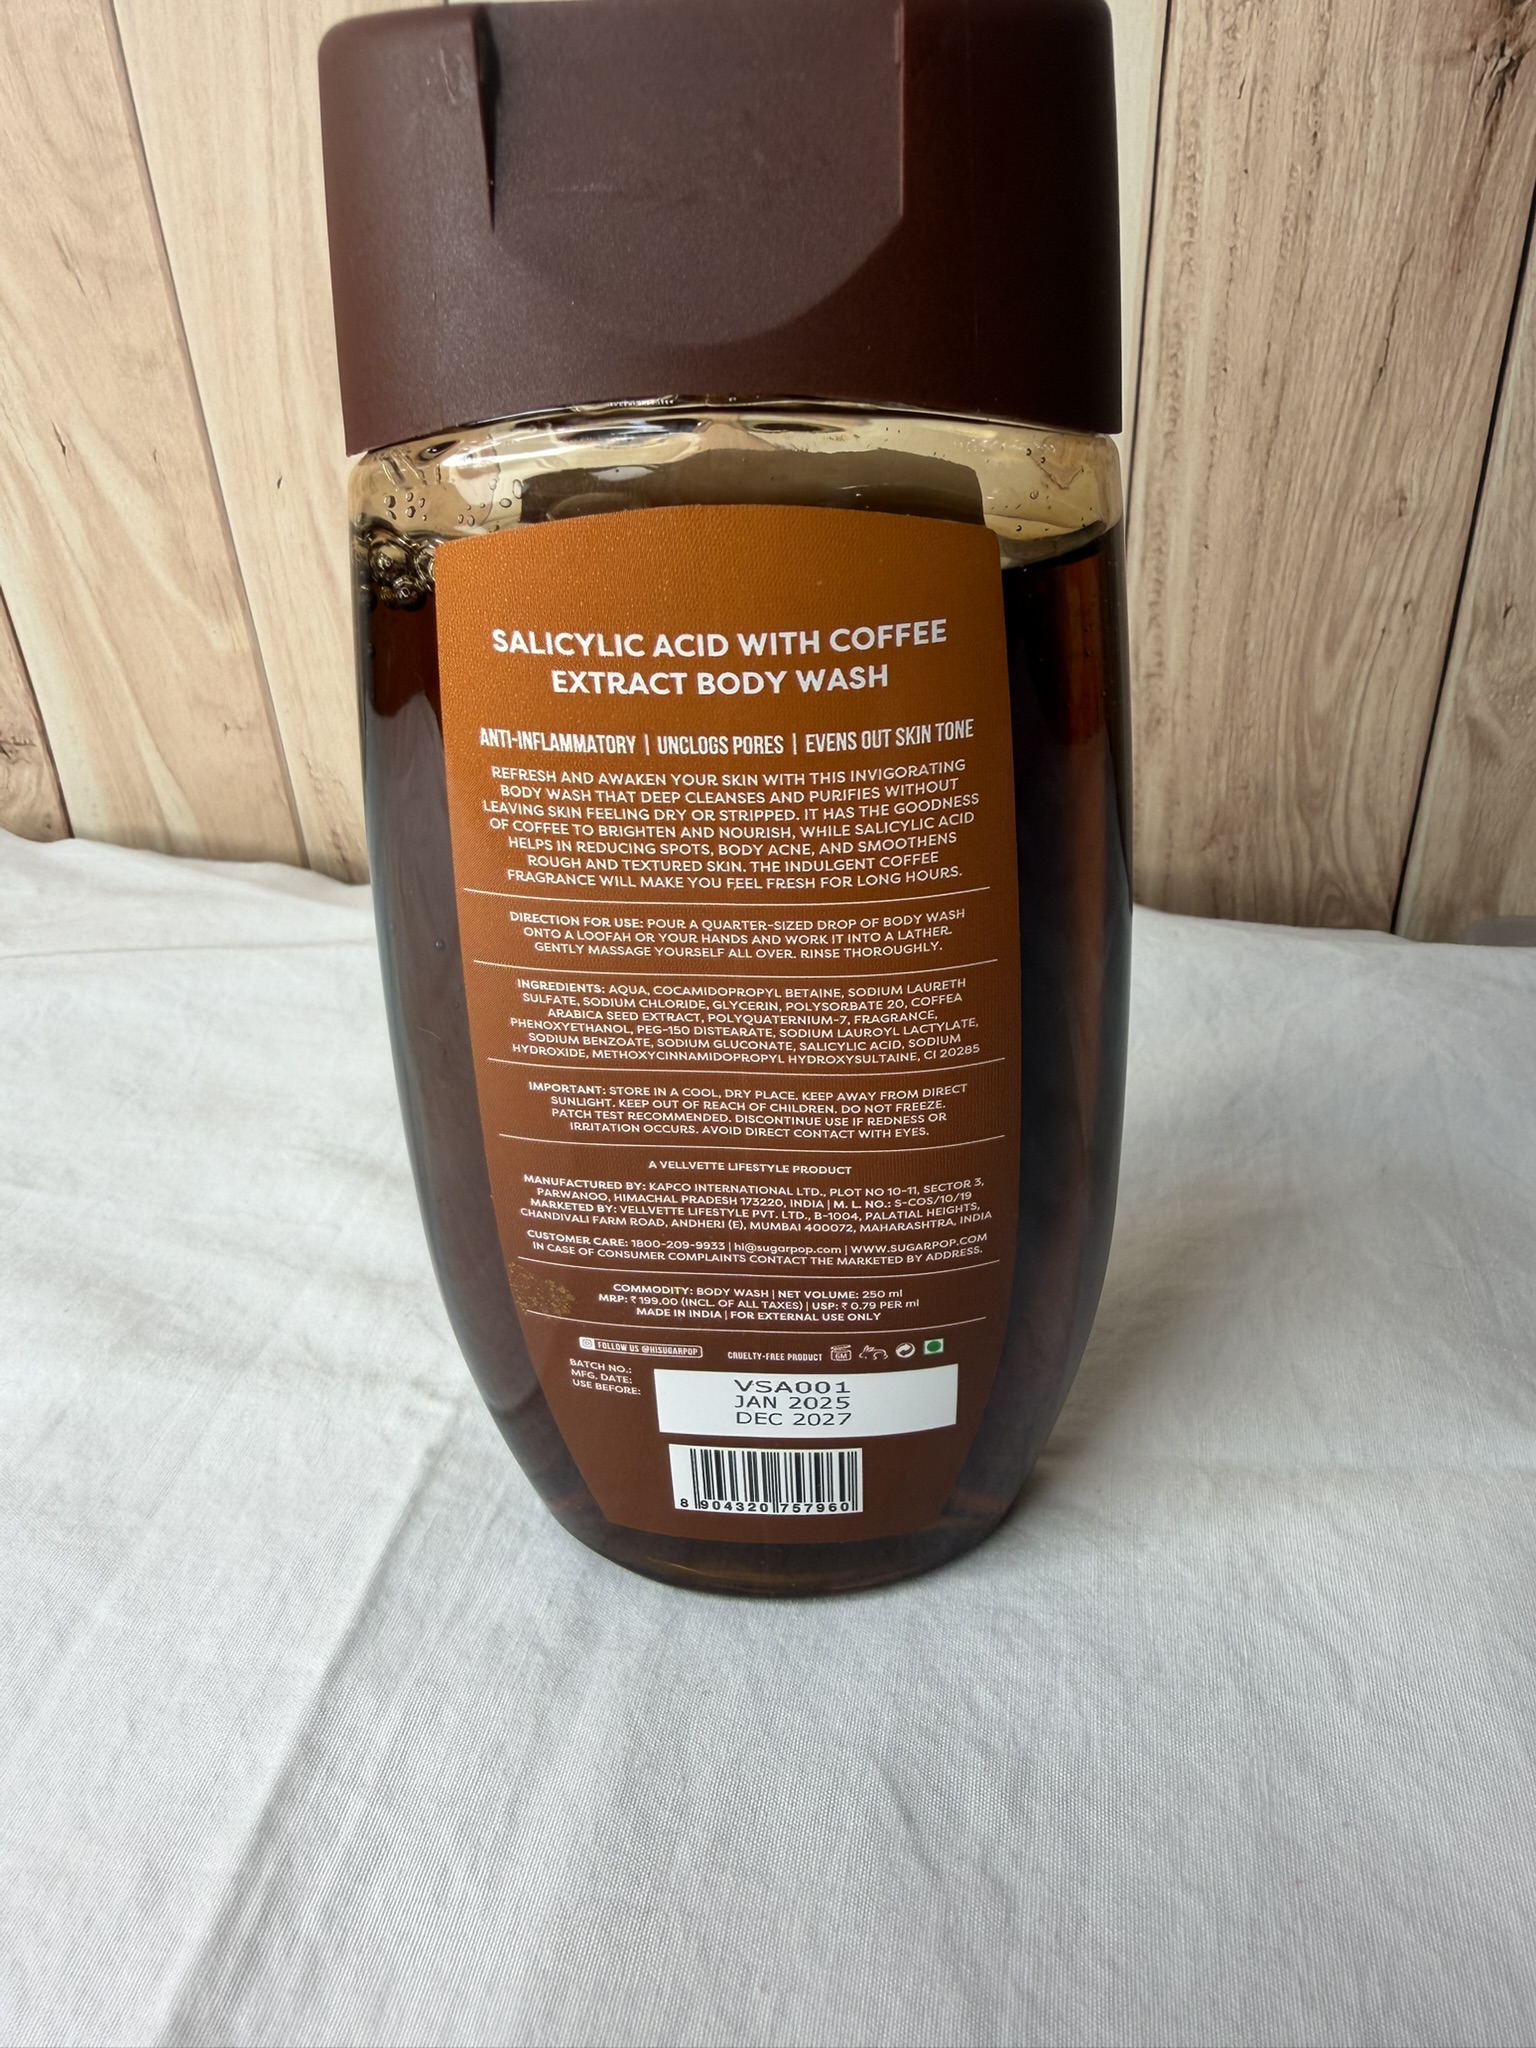 SALICYLIC ACID WITH COFFEE
EXTRACT BODY WASH
ANTI-INFLAMMATORY | UNCLOGS PORES | EVENS OUT SKIN TONE
REFRESH AND AWAKEN YOUR SKIN WITH THIS INVIGORATING
BODY WASH THAT DEEP CLEANSES AND PURIFIES WITHOUT
LEAVING SKIN FEELING DRY OR STRIPPED. IT HAS THE GOODNESS
OF COFFEE TO BRIGHTEN AND NOURISH, WHILE SALICYLIC ACID
HELPS IN REDUCING SPOTS, BODY ACNE, AND SMOOTHENS
ROUGH AND TEXTURED SKIN. THE INDULGENT COFFEE
FRAGRANCE WILL MAKE YOU FEEL FRESH FOR LONG HOURS.
DIRECTION FOR USE: POUR A QUARTER-SIZED DROP OF BODY WASH
ONTO A LOOFAH OR YOUR HANDS AND WORK IT INTO A LATHER.
GENTLY MASSAGE YOURSELF ALL OVER. RINSE THOROUGHLY.
INGREDIENTS: AQUA, COCAMIDOPROPYL BETAINE, SODIUM LAURETH
SULFATE, SODIUM CHLORIDE, GLYCERIN, POLYSORBATE 20, COFFEA
ARABICA SEED EXTRACT, POLYQUATERNIUM-7, FRAGRANCE,
PHENOXYETHANOL, PEG-150 DISTEARATE, SODIUM LAUROYL LACTYLATE,
SODIUM BENZOATE, SODIUM GLUCONATE, SALICYLIC ACID, SODIUM
HYDROXIDE, METHOXYCINNAMIDOPROPYL HYDROXYSULTAINE, CI 20285
IMPORTANT: STORE IN A COOL, DRY PLACE. KEEP AWAY FROM DIRECT
SUNLIGHT. KEEP OUT OF REACH OF CHILDREN. DO NOT FREEZE.
PATCH TEST RECOMMENDED. DISCONTINUE USE IF REDNESS OR
IRRITATION OCCURS. AVOID DIRECT CONTACT WITH EYES.
A VELLVETTE LIFESTYLE PRODUCT
MANUFACTURED BY: KAPCO INTERNATIONAL LTD., PLOT NO 10-11, SECTOR 3,
PARWANOO, HIMACHAL PRADESH 173220, INDIA | M. L. NO.: S-COS/10/19
MARKETED BY: VELLVETTE LIFESTYLE PVT. LTD., B-1004, PALATIAL HEIGHTS,
CHANDIVALI FARM ROAD, ANDHERI (E), MUMBAI 400072, MAHARASHTRA, INDIA
CUSTOMER CARE: 1800-209-9933 | hi@sugarpop.com | WWW.SUGARPOP.COM
IN CASE OF CONSUMER COMPLAINTS CONTACT THE MARKETED BY ADDRESS.
COMMODITY: BODY WASH | NET VOLUME: 250 ml
MRP: ₹ 199.00 (INCL. OF ALL TAXES) | USP: ₹ 0.79 PER ml
MADE IN INDIA | FOR EXTERNAL USE ONLY
FOLLOW US @HISUGARPOP CRUELTY-FREE PRODUCT 6M
BATCH NO.: VSA001
MFG. DATE: JAN 2025
USE BEFORE: DEC 2027
8 904320 757960